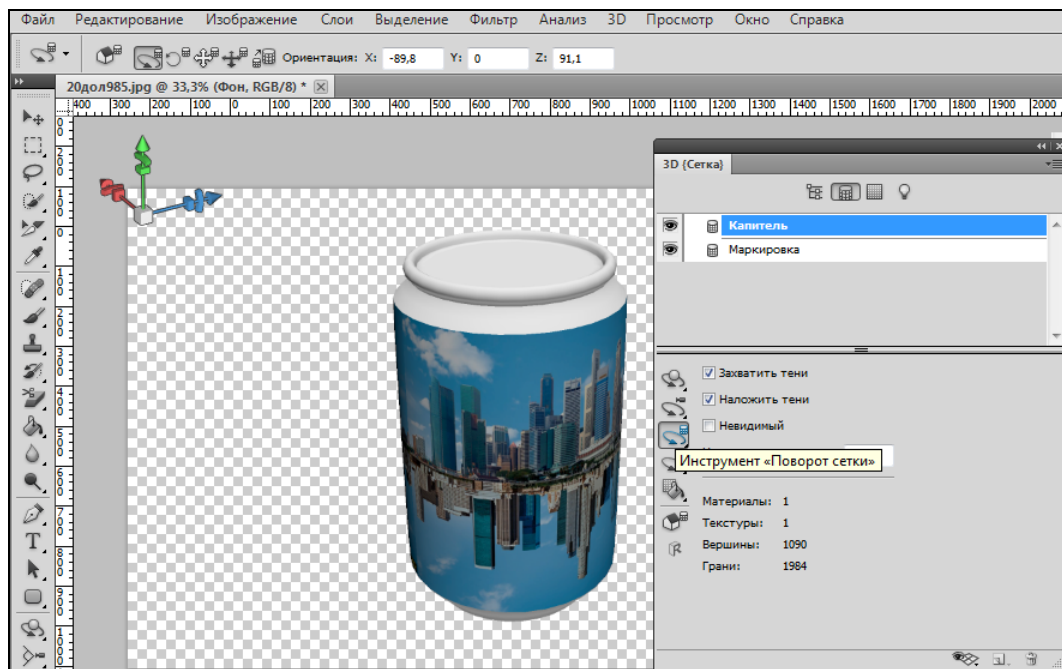 Файл Редактирование Изображение Слои Выделение Фильтр Анализ 3D Просмотр Окно Справка
Ориентация: X: -89,8 Y: 0 Z: 91,1
20дол985.jpg @ 33,3% (Фон, RGB/8) *
400 300 200 100 0 100 200 300 400 500 600 700 800 900 1000 1100 1200 1300 1400 1500 1600 1700 1800 1900 2000
3D {Сетка}
Капитель
Маркировка
Захватить тени
Наложить тени
Невидимый
Инструмент «Поворот сетки»
Материалы: 1
Текстуры: 1
Вершины: 1090
Грани: 1984